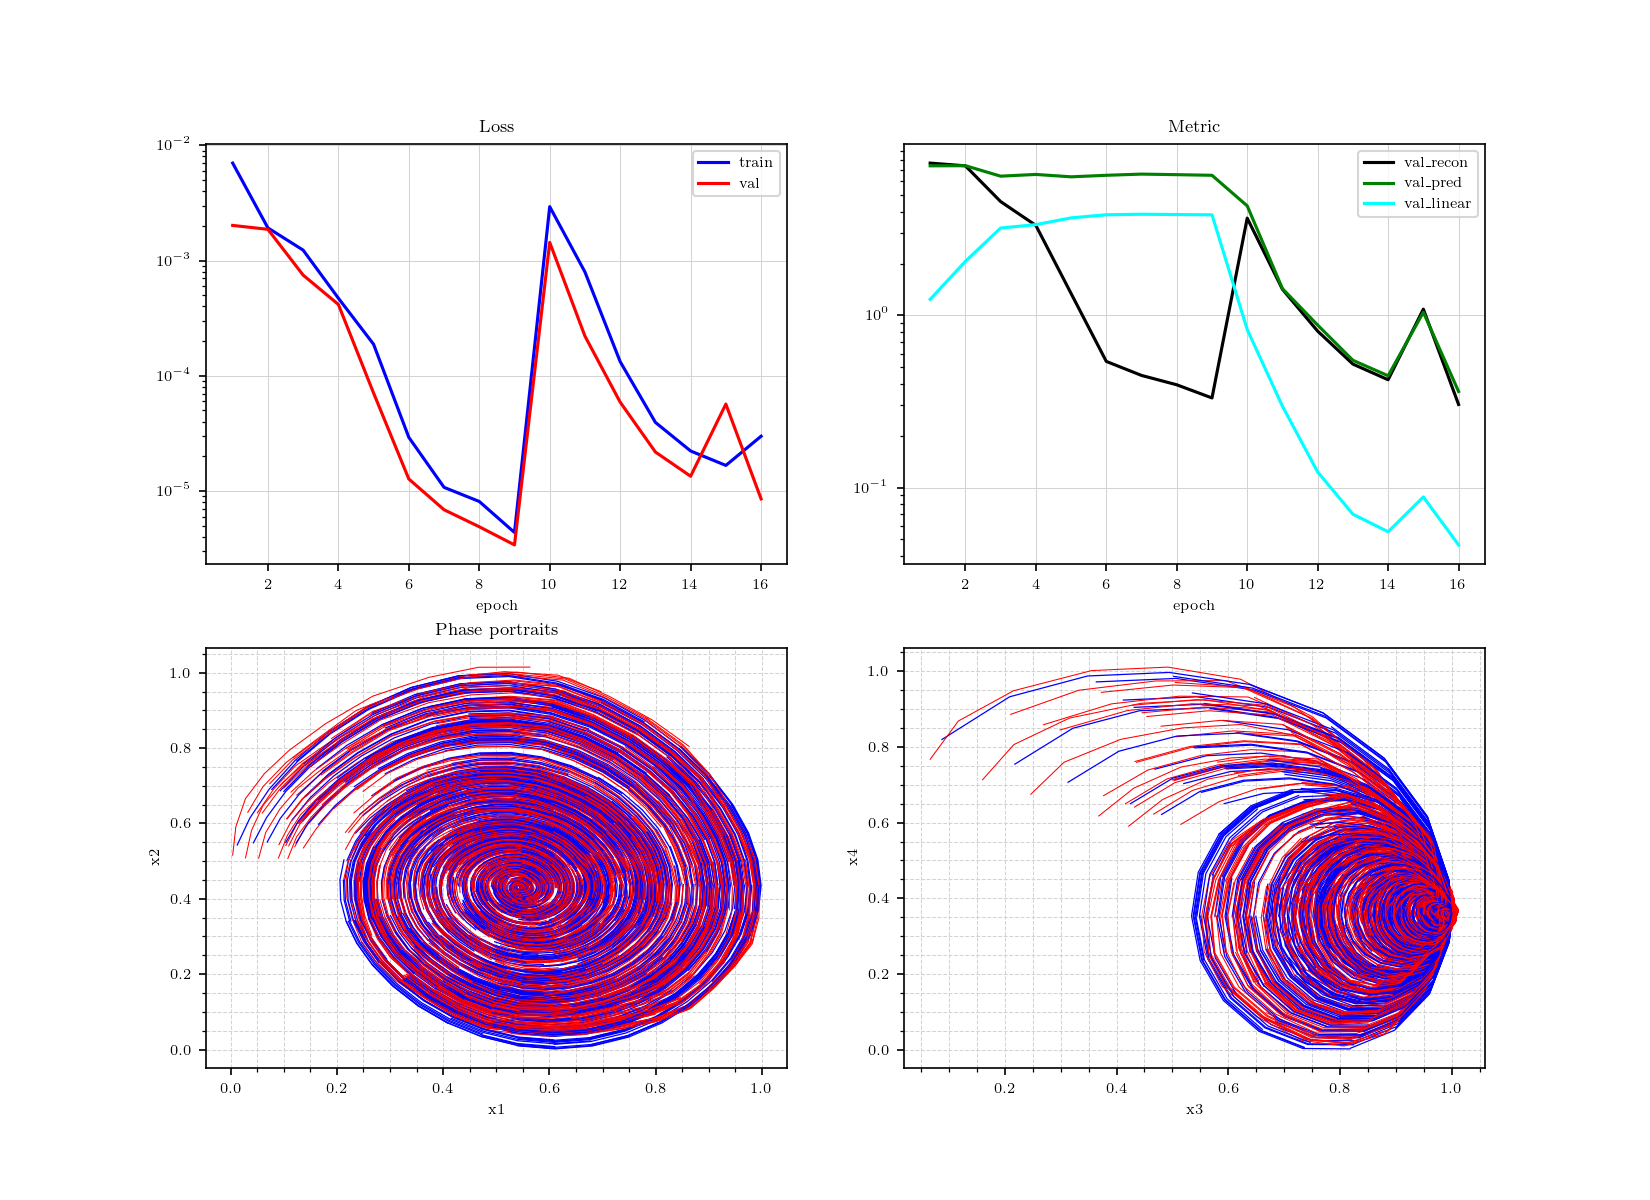 Loss
10⁻²
10⁻³
10⁻⁴
10⁻⁵
train
val
2 4 6 8 10 12 14 16
epoch
Metric
10⁰
10⁻¹
val_recon
val_pred
val_linear
2 4 6 8 10 12 14 16
epoch
Phase portraits
x2
1.0
0.8
0.6
0.4
0.2
0.0
0.0 0.2 0.4 0.6 0.8 1.0
x1
x4
1.0
0.8
0.6
0.4
0.2
0.0
0.2 0.4 0.6 0.8 1.0
x3